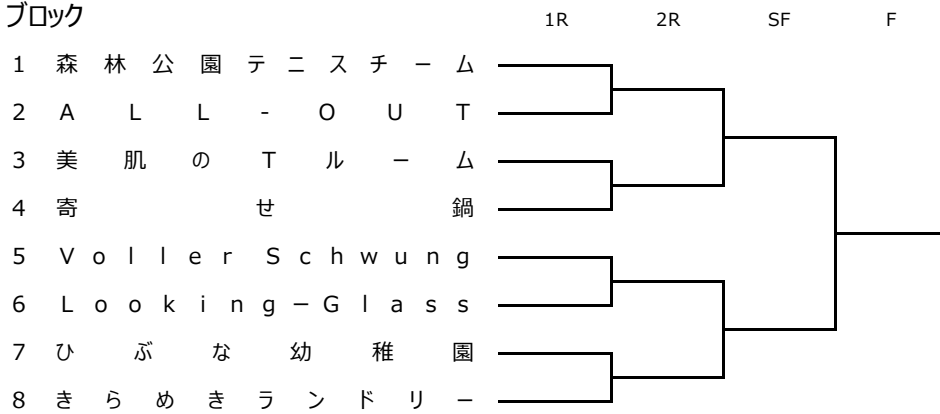 ブロック 1R 2R SF F
1 森林公園テニスチーム
2 ALL-OUT
3 美肌のTルーム
4 寄せ鍋
5 Voller Schwung
6 Looking－Glass
7 ひぶな幼稚園
8 きらめきランドリー